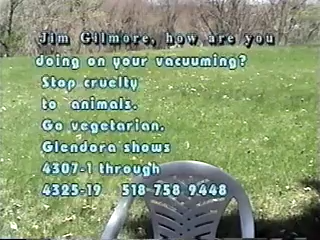 Jim Gilmore, how are you
doing on your vacuuming?
Stop cruelty
to animals.
Go vegetarian.
Glendora shows
4307-1 through
4325-19 518 758 9448